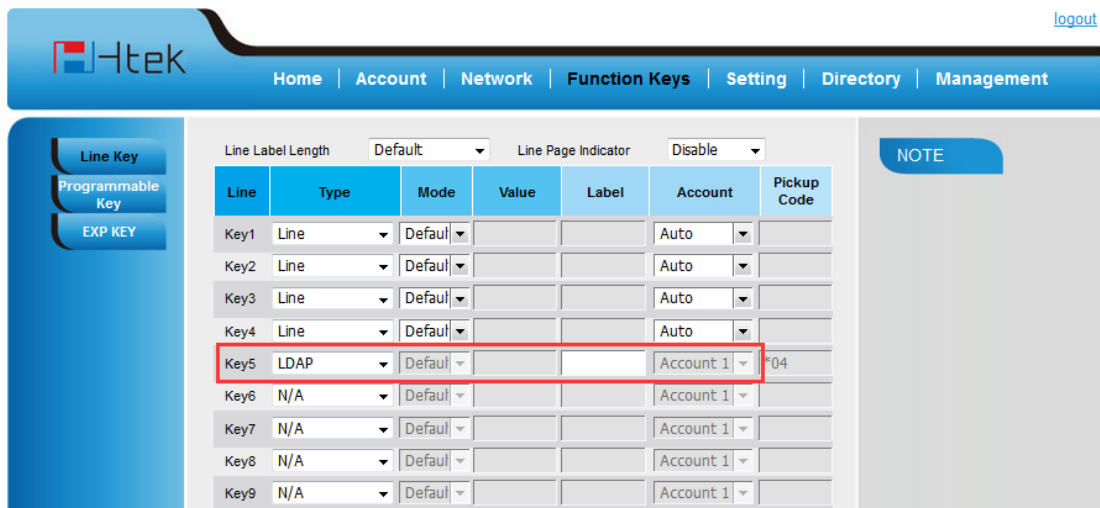 logout
Htek
Home Account Network Function Keys Setting Directory Management
Line Key
Programmable Key
EXP KEY
Line Label Length Default Line Page Indicator Disable
NOTE
Line Type Mode Value Label Account Pickup Code
Key1 Line Defaul Auto
Key2 Line Defaul Auto
Key3 Line Defaul Auto
Key4 Line Defaul Auto
Key5 LDAP Defaul Account 1 *04
Key6 N/A Defaul Account 1
Key7 N/A Defaul Account 1
Key8 N/A Defaul Account 1
Key9 N/A Defaul Account 1